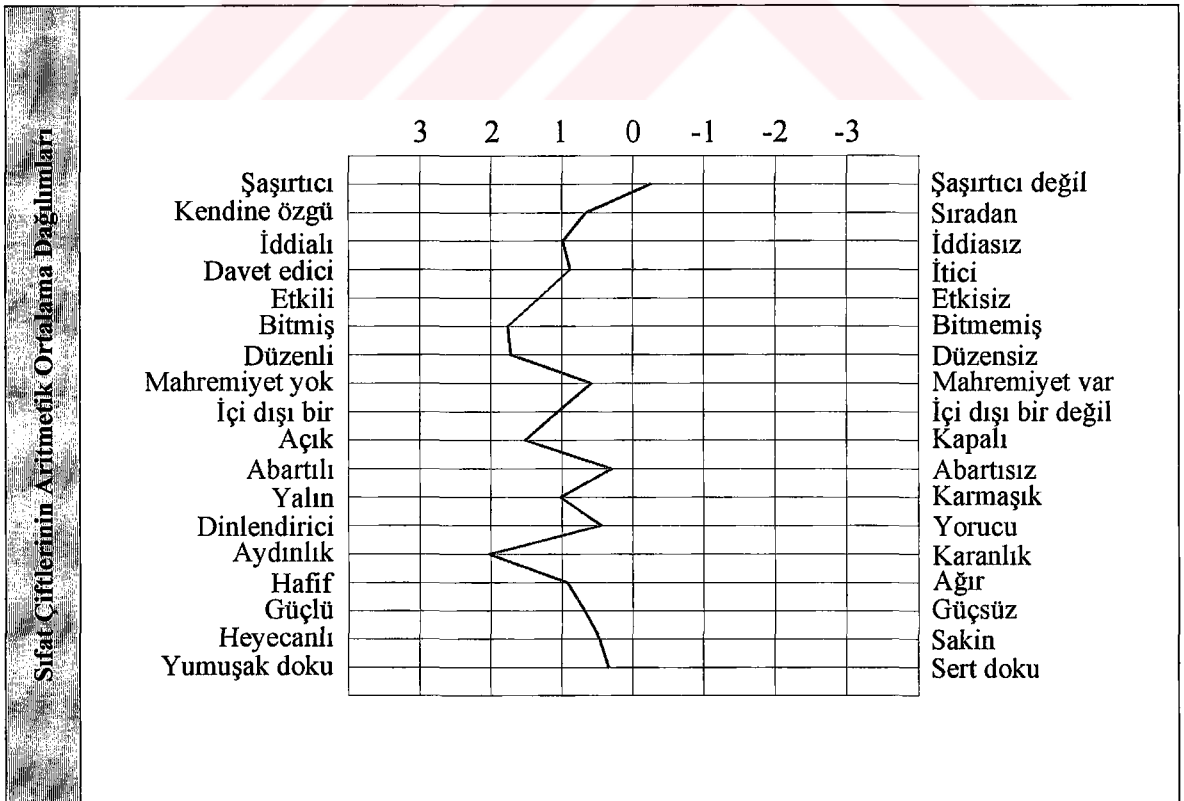 Sıfat Çiftlerinin Aritmetik Ortalama Dağılımları
3 2 1 0 -1 -2 -3
Şaşırtıcı Şaşırtıcı değil
Kendine özgü Sıradan
İddialı İddiasız
Davet edici İtici
Etkili Etkisiz
Bitmiş Bitmemiş
Düzenli Düzensiz
Mahremiyet yok Mahremiyet var
İçi dışı bir İçi dışı bir değil
Açık Kapalı
Abartılı Abartısız
Yalın Karmaşık
Dinlendirici Yorucu
Aydınlık Karanlık
Hafif Ağır
Güçlü Güçsüz
Heyecanlı Sakin
Yumuşak doku Sert doku